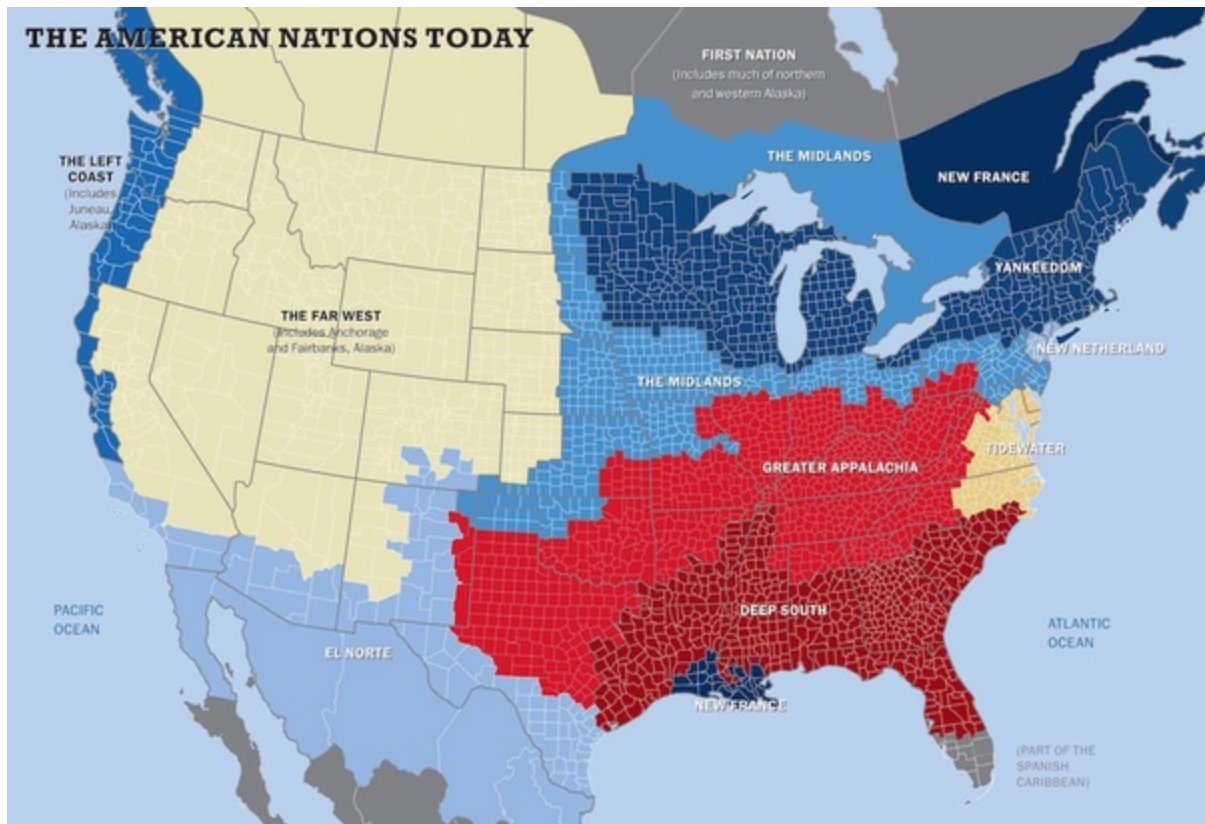 THE AMERICAN NATIONS TODAY
FIRST NATION
(Includes much of northern
and western Alaska)
THE LEFT
COAST
(Includes
Juneau,
Alaska)
THE MIDLANDS
NEW FRANCE
YANKEEDOM
THE FAR WEST
(Includes Anchorage
and Fairbanks, Alaska)
NEW NETHERLAND
THE MIDLANDS
TIDEWATER
GREATER APPALACHIA
PACIFIC
OCEAN
DEEP SOUTH
ATLANTIC
OCEAN
EL NORTE
NEW FRANCE
(PART OF THE
SPANISH
CARIBBEAN)